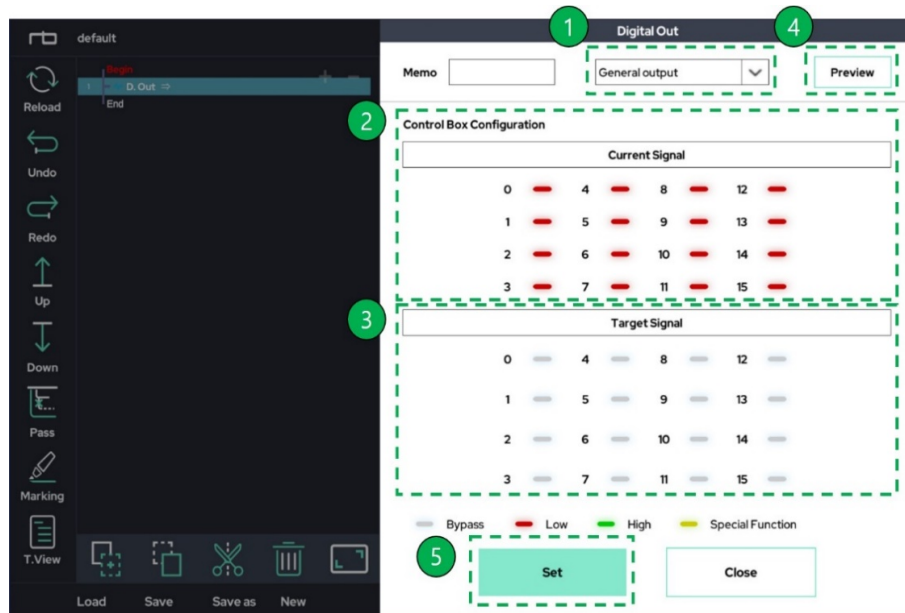 default
Reload
Undo
Redo
Up
Down
Pass
Marking
T.View
Begin
1 D. Out
End
Load Save Save as New
1
Digital Out
4
Memo
General output
Preview
2
Control Box Configuration
Current Signal
0 4 8 12
1 5 9 13
2 6 10 14
3 7 11 15
3
Target Signal
0 4 8 12
1 5 9 13
2 6 10 14
3 7 11 15
Bypass Low High Special Function
5
Set
Close